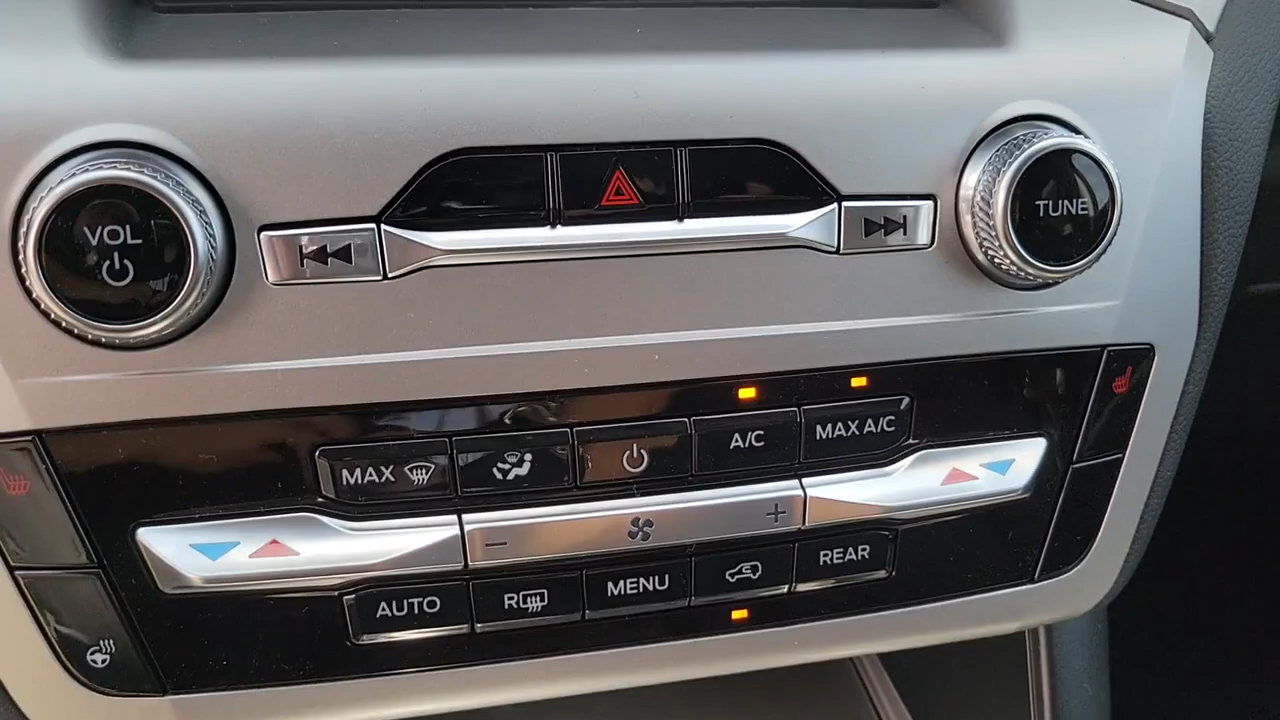 VOL
TUNE
MAX
A/C
MAX A/C
AUTO
R
MENU
REAR